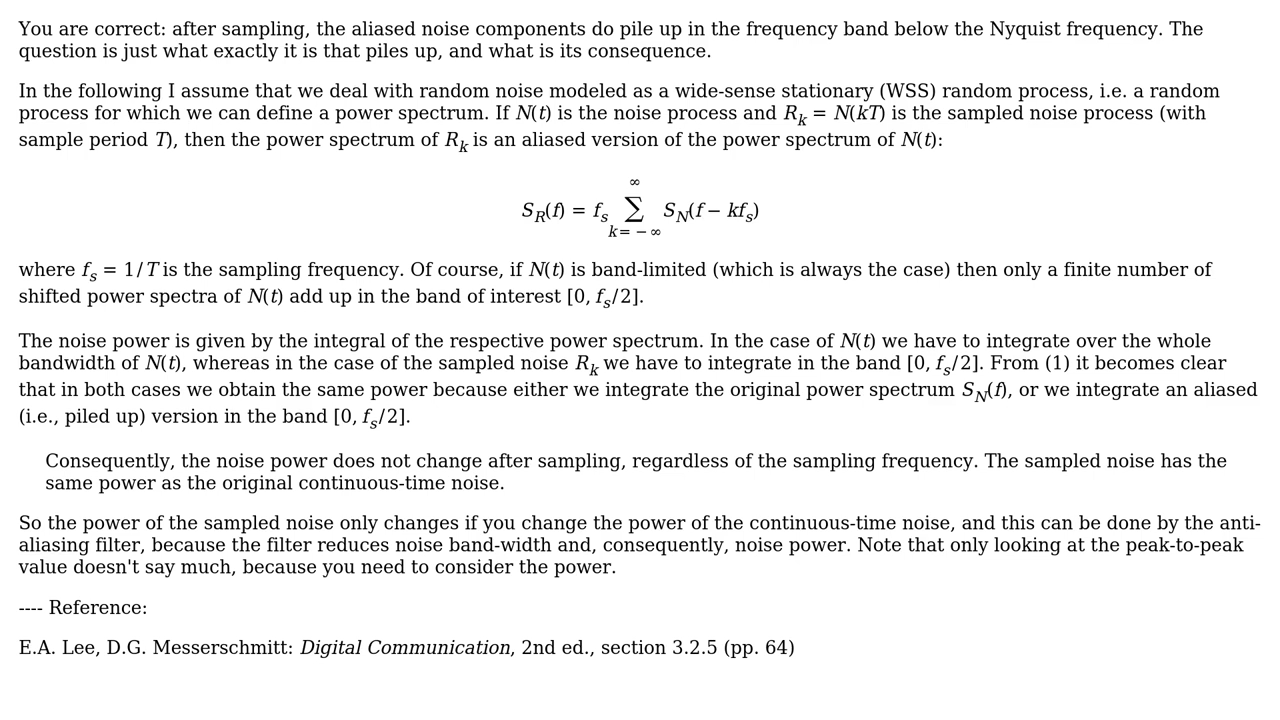 You are correct: after sampling, the aliased noise components do pile up in the frequency band below the Nyquist frequency. The
question is just what exactly it is that piles up, and what is its consequence.
In the following I assume that we deal with random noise modeled as a wide-sense stationary (WSS) random process, i.e. a random
process for which we can define a power spectrum. If N(t) is the noise process and R_k = N(kT) is the sampled noise process (with
sample period T), then the power spectrum of R_k is an aliased version of the power spectrum of N(t):
S_R(f) = f_s ∑_{k=−∞}^{∞} S_N(f − kf_s)
where f_s = 1/T is the sampling frequency. Of course, if N(t) is band-limited (which is always the case) then only a finite number of
shifted power spectra of N(t) add up in the band of interest [0, f_s/2].
The noise power is given by the integral of the respective power spectrum. In the case of N(t) we have to integrate over the whole
bandwidth of N(t), whereas in the case of the sampled noise R_k we have to integrate in the band [0, f_s/2]. From (1) it becomes clear
that in both cases we obtain the same power because either we integrate the original power spectrum S_N(f), or we integrate an aliased
(i.e., piled up) version in the band [0, f_s/2].
Consequently, the noise power does not change after sampling, regardless of the sampling frequency. The sampled noise has the
same power as the original continuous-time noise.
So the power of the sampled noise only changes if you change the power of the continuous-time noise, and this can be done by the anti-
aliasing filter, because the filter reduces noise band-width and, consequently, noise power. Note that only looking at the peak-to-peak
value doesn't say much, because you need to consider the power.
---- Reference:
E.A. Lee, D.G. Messerschmitt: Digital Communication, 2nd ed., section 3.2.5 (pp. 64)